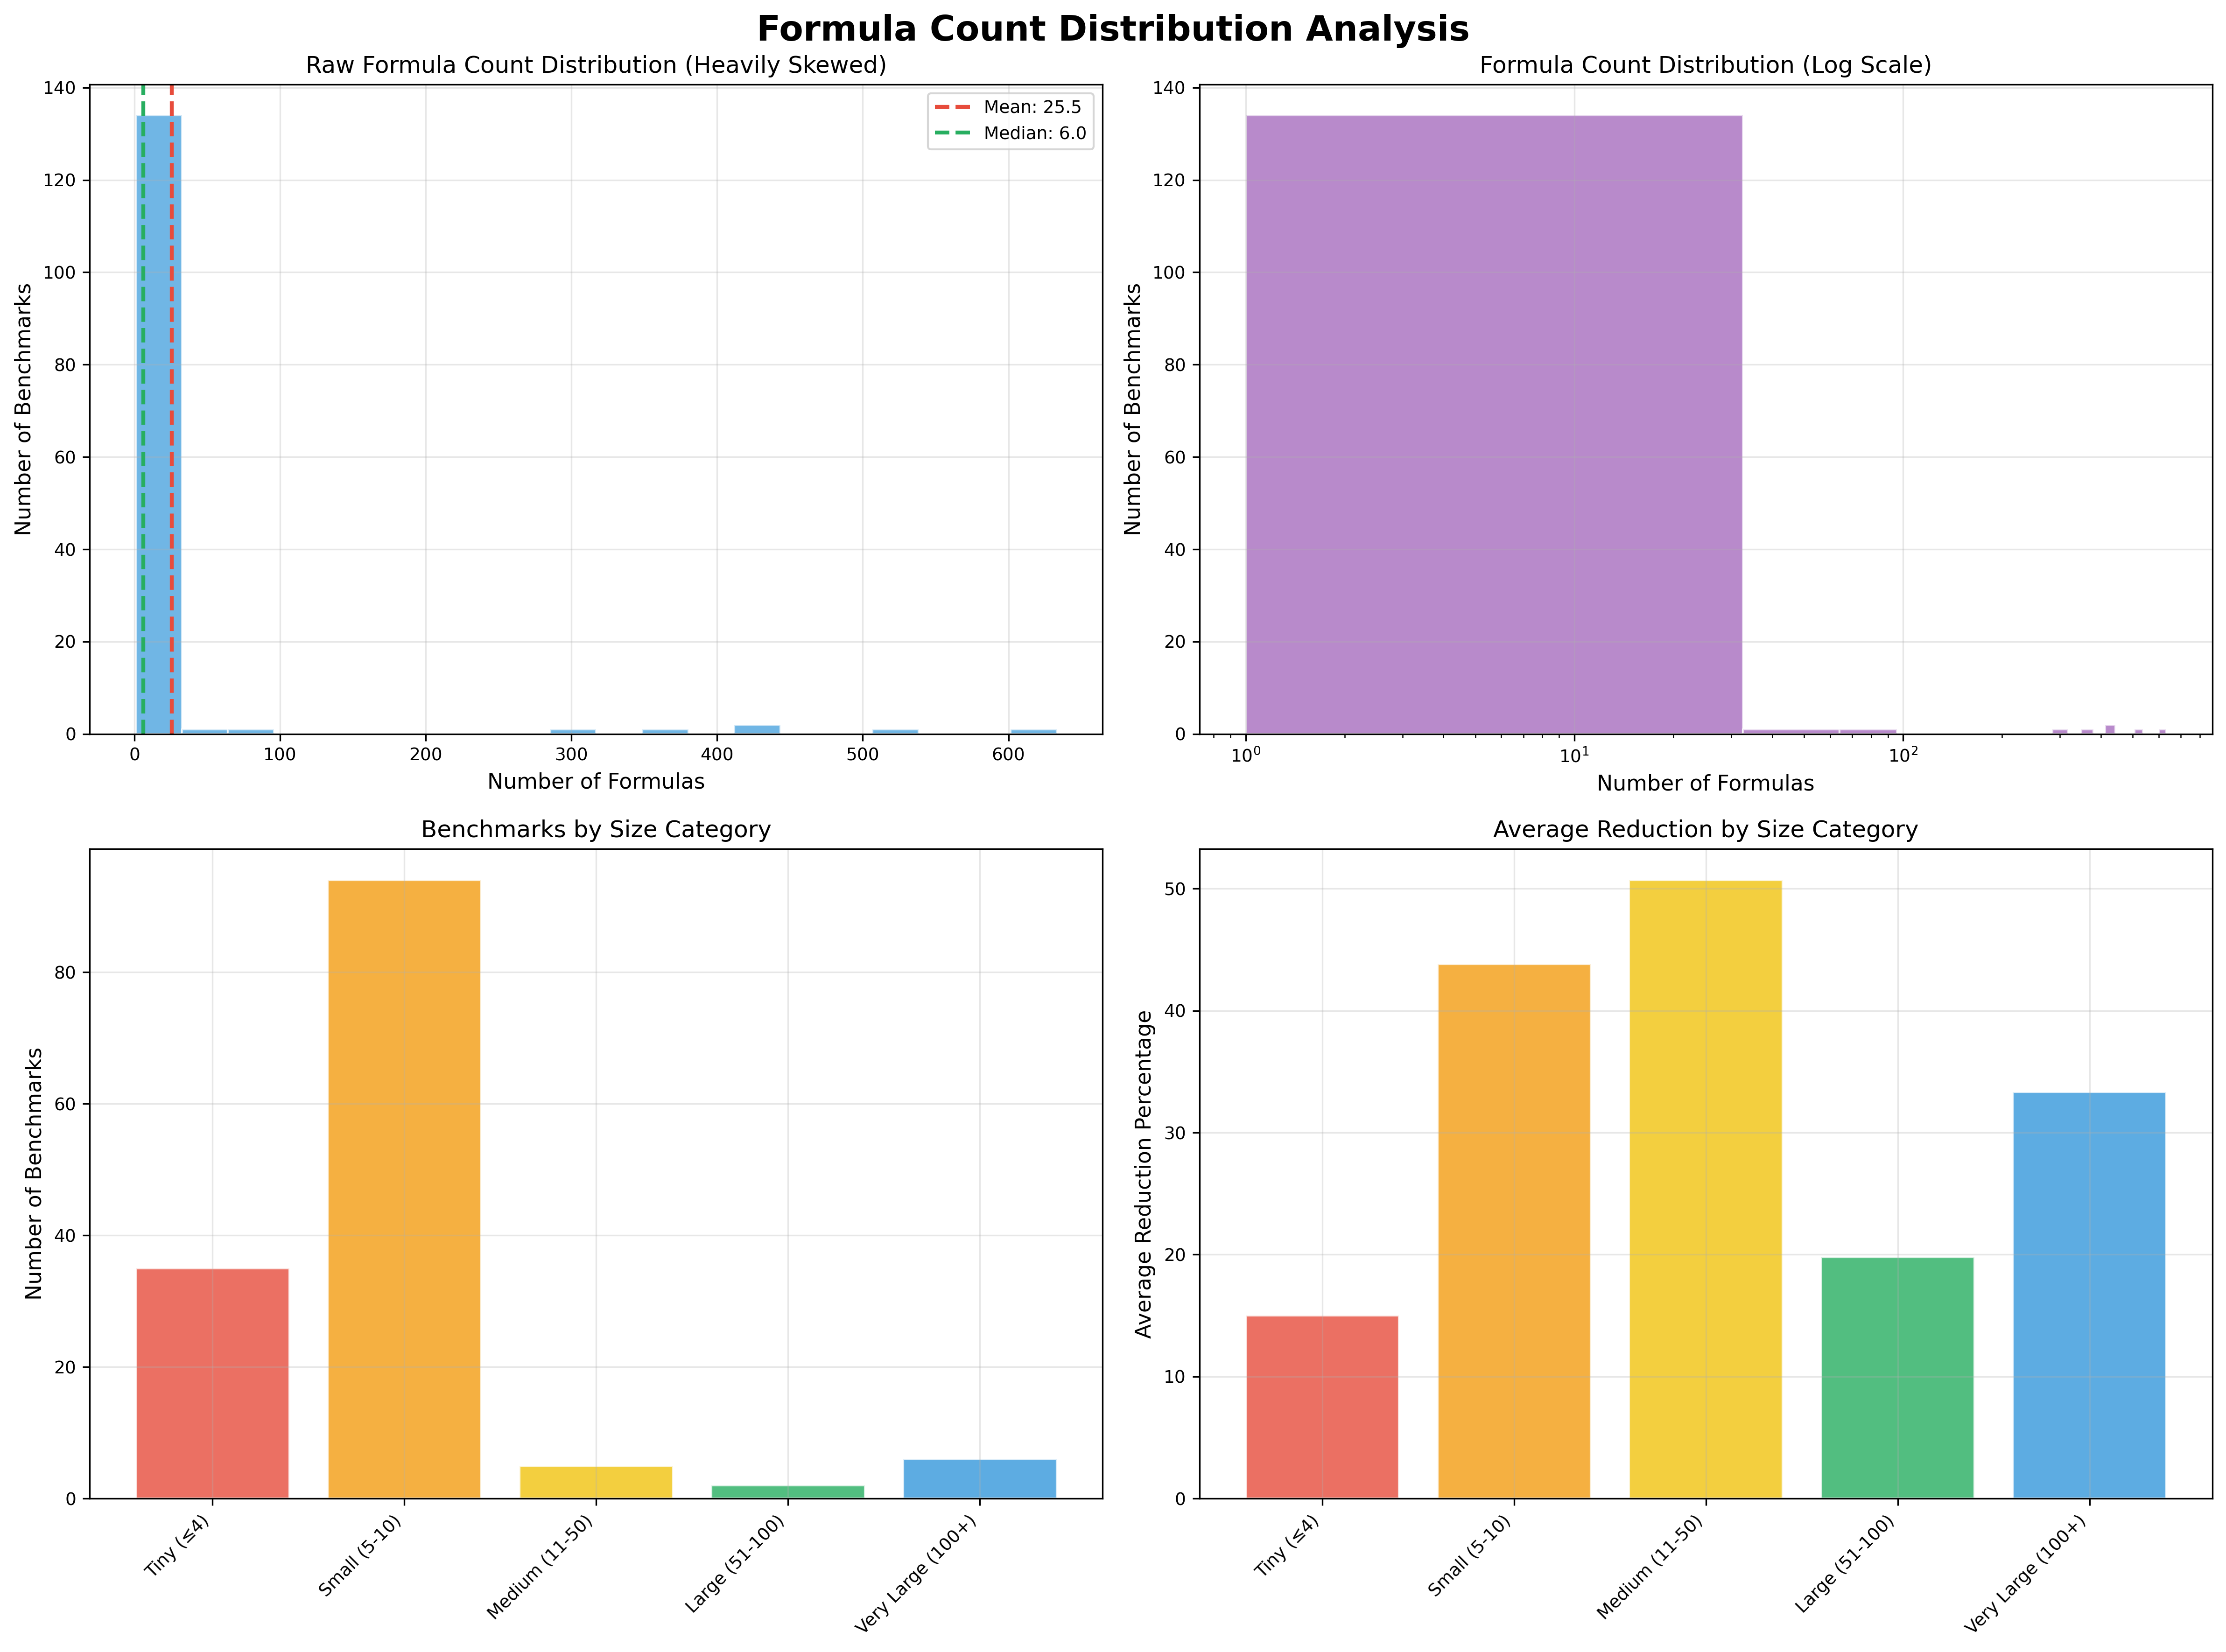 Formula Count Distribution Analysis
Raw Formula Count Distribution (Heavily Skewed)
140
120
100
80
60
40
20
0
Number of Benchmarks
Mean: 25.5
Median: 6.0
0 100 200 300 400 500 600
Number of Formulas
Formula Count Distribution (Log Scale)
140
120
100
80
60
40
20
0
Number of Benchmarks
10⁰ 10¹ 10²
Number of Formulas
Benchmarks by Size Category
80
60
40
20
0
Number of Benchmarks
Tiny (≤4)
Small (5-10)
Medium (11-50)
Large (51-100)
Very Large (100+)
Average Reduction by Size Category
50
40
30
20
10
0
Average Reduction Percentage
Tiny (≤4)
Small (5-10)
Medium (11-50)
Large (51-100)
Very Large (100+)